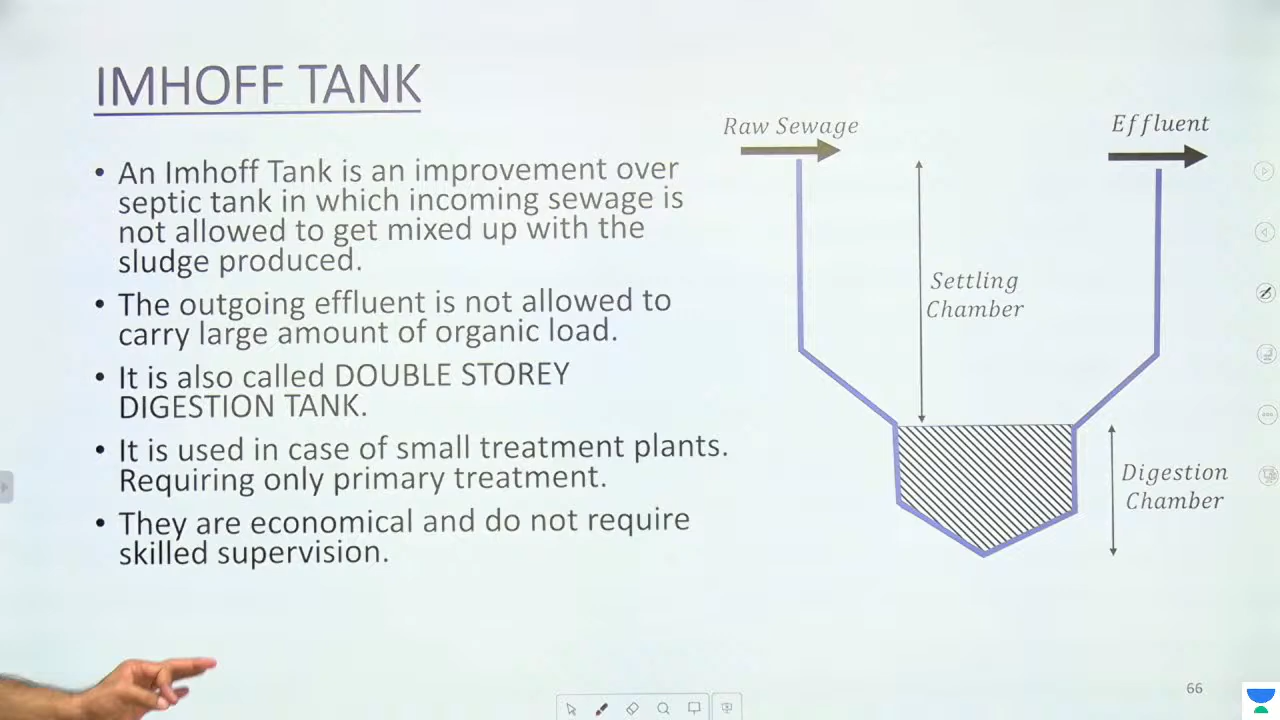 IMHOFF TANK
• An Imhoff Tank is an improvement over
septic tank in which incoming sewage is
not allowed to get mixed up with the
sludge produced.
• The outgoing effluent is not allowed to
carry large amount of organic load.
• It is also called DOUBLE STOREY
DIGESTION TANK.
• It is used in case of small treatment plants.
Requiring only primary treatment.
• They are economical and do not require
skilled supervision.
Raw Sewage
Effluent
Settling
Chamber
Digestion
Chamber
66